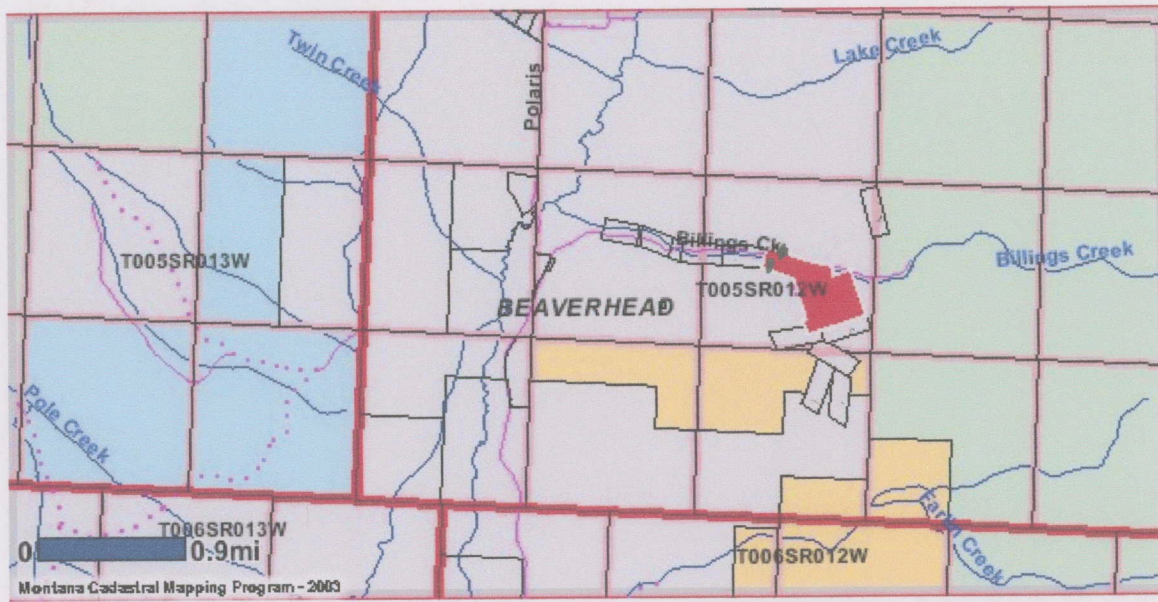 Twin Creek
Polaris
Lake Creek
T005SR013W
Billings Ck
Billings Creek
T005SR012W
BEAVERHEAD
Pole Creek
T006SR013W
0 0.9mi
T006SR012W
Farlin Creek
Montana Cadastral Mapping Program - 2003